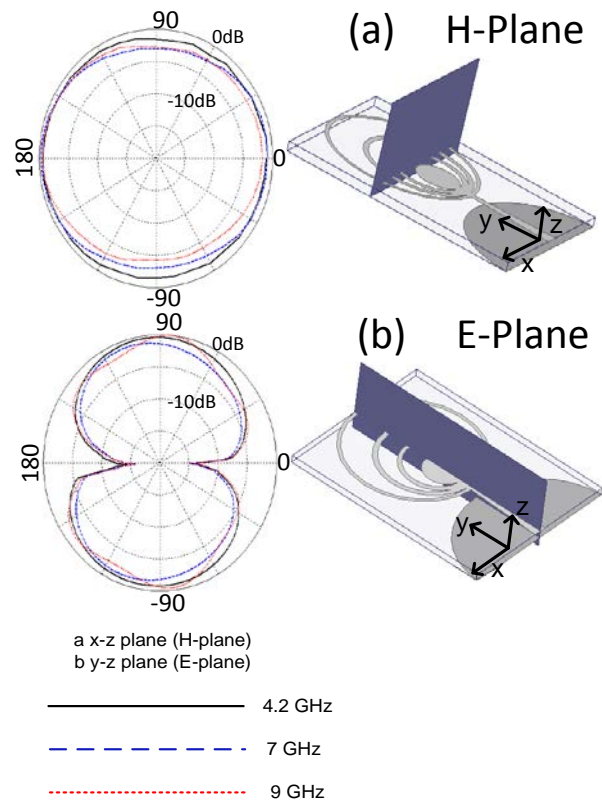 90
0dB
-10dB
180
0
-90
(a) H-Plane
z
y
x
90
0dB
-10dB
180
0
-90
(b) E-Plane
z
y
x
a x-z plane (H-plane)
b y-z plane (E-plane)
4.2 GHz
7 GHz
9 GHz